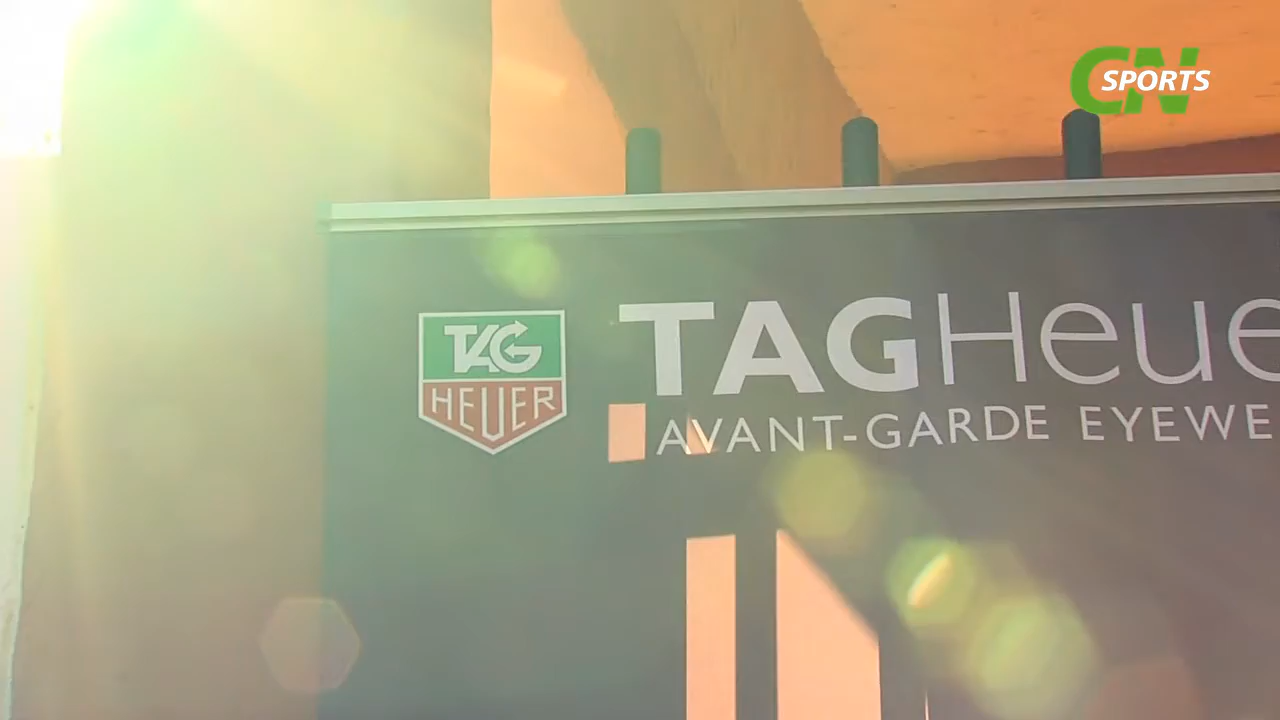 CN SPORTS
TAG
HEUER
TAGHeue
AVANT-GARDE EYEWE